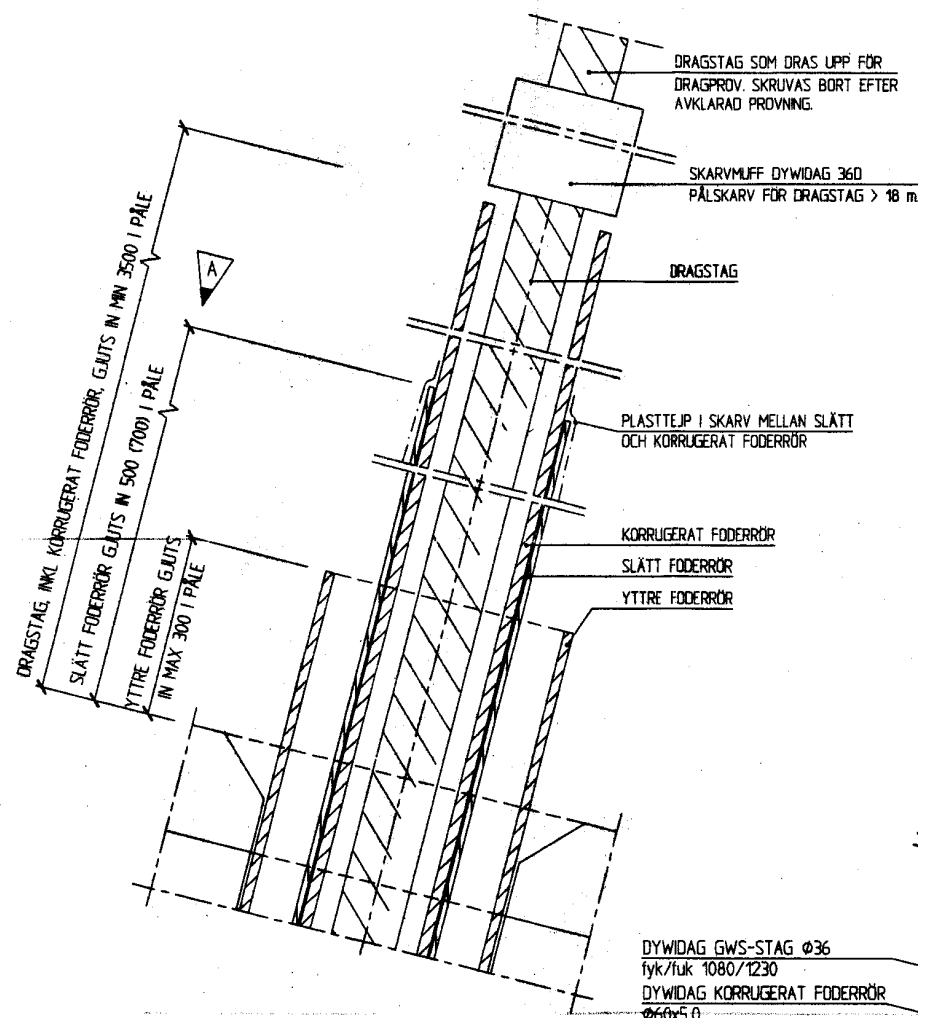 DRAGSTAG SOM DRAS UPP FÖR
DRAGPROV. SKRUVAS BORT EFTER
AVKLARAD PROVNING.
SKARVMUFF DYWIDAG 36D
PÅLSKARV FÖR DRAGSTAG > 18 m
DRAGSTAG
A
PLASTTEJP I SKARV MELLAN SLÄTT
OCH KORRUGERAT FODERRÖR
KORRUGERAT FODERRÖR
SLÄTT FODERRÖR
YTTRE FODERRÖR
DRAGSTAG, INKL KORRUGERAT FODERRÖR, GJUTS IN MIN 3500 I PÅLE
SLÄTT FODERRÖR GJUTS IN 500 (700) I PÅLE
YTTRE FODERRÖR GJUTS
IN MAX 300 I PÅLE
DYWIDAG GWS-STAG Ø36
fyk/fuk 1080/1230
DYWIDAG KORRUGERAT FODERRÖR
Ø60x5.0